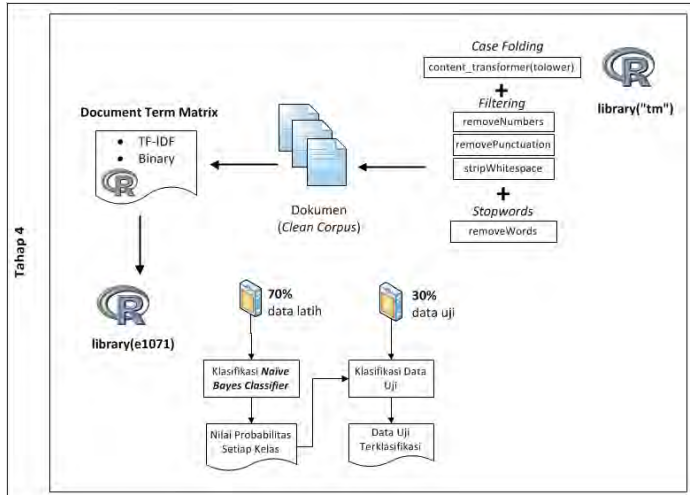 Tahap 4
Case Folding
content_transformer(tolower)
+
Filtering
removeNumbers
removePunctuation
stripWhitespace
+
Stopwords
removeWords
R
library("tm")
Dokumen
(Clean Corpus)
Document Term Matrix
• TF-IDF
• Binary
R
R
library(e1071)
70%
data latih
30%
data uji
Klasifikasi Naïve
Bayes Classifier
Nilai Probabilitas
Setiap Kelas
Klasifikasi Data
Uji
Data Uji
Terklasifikasi